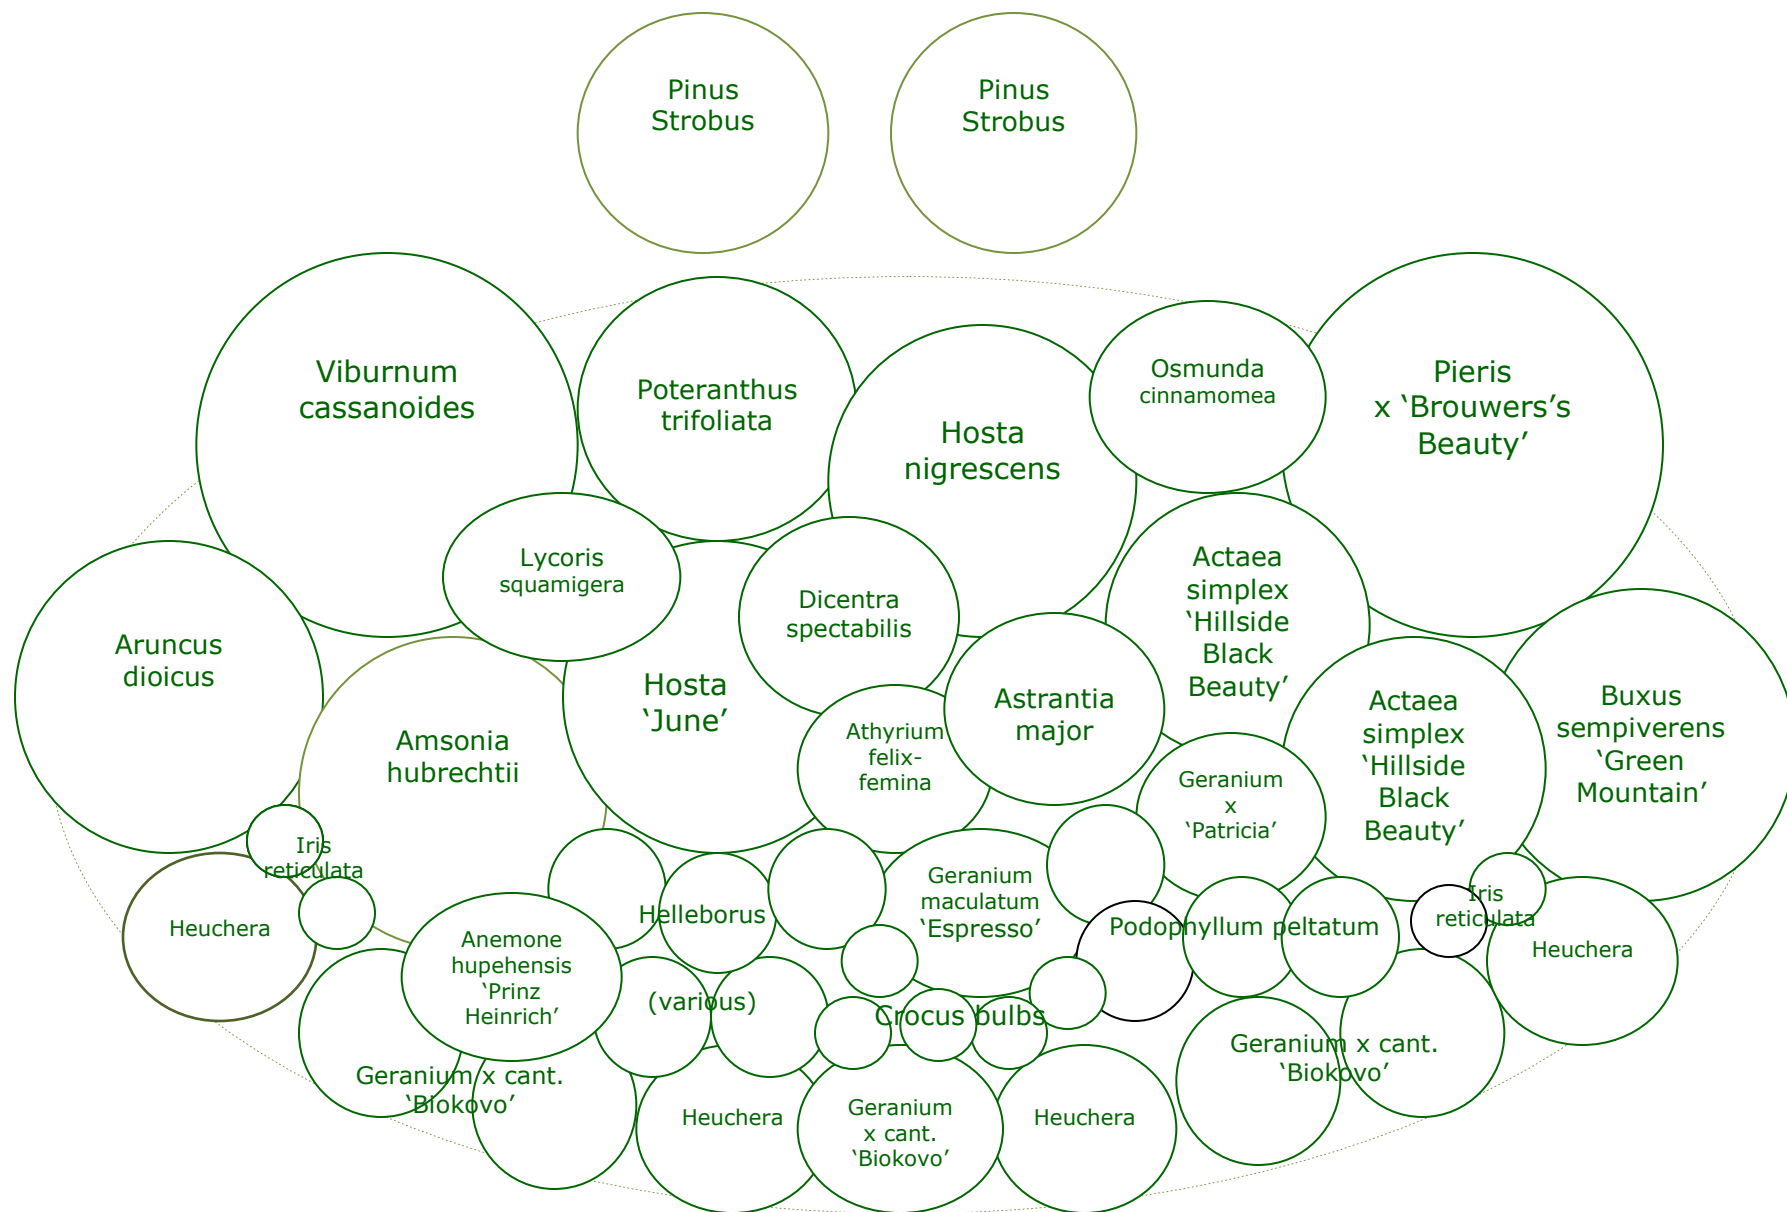 Pinus
Strobus
Pinus
Strobus
Viburnum
cassanoides
Poteranthus
trifoliata
Hosta
nigrescens
Osmunda
cinnamomea
Pieris
x ‘Brouwers’s
Beauty’
Lycoris
squamigera
Dicentra
spectabilis
Actaea
simplex
‘Hillside
Black
Beauty’
Aruncus
dioicus
Hosta
‘June’
Astrantia
major
Actaea
simplex
‘Hillside
Black
Beauty’
Buxus
sempiverens
‘Green
Mountain’
Amsonia
hubrechtii
Athyrium
felix-
femina
Geranium
x
‘Patricia’
Iris
reticulata
Heuchera
Anemone
hupehensis
‘Prinz
Heinrich’
Helleborus
(various)
Geranium
maculatum
‘Espresso’
Podophyllum peltatum
Iris
reticulata
Heuchera
Crocus bulbs
Geranium x cant.
‘Biokovo’
Heuchera
Geranium
x cant.
‘Biokovo’
Heuchera
Geranium x cant.
‘Biokovo’